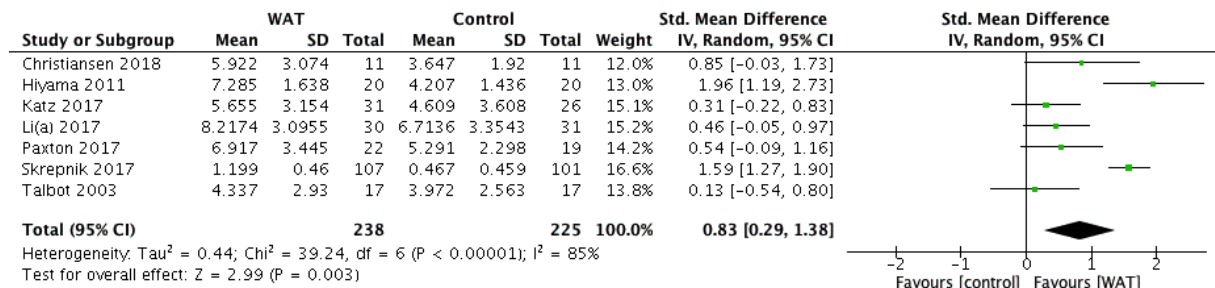 WAT Control Std. Mean Difference Std. Mean Difference
Study or Subgroup Mean SD Total Mean SD Total Weight IV, Random, 95% CI IV, Random, 95% CI
Christiansen 2018 5.922 3.074 11 3.647 1.92 11 12.0% 0.85 [-0.03, 1.73]
Hiyama 2011 7.285 1.638 20 4.207 1.436 20 13.0% 1.96 [1.19, 2.73]
Katz 2017 5.655 3.154 31 4.609 3.608 26 15.1% 0.31 [-0.22, 0.83]
Li(a) 2017 8.2174 3.0955 30 6.7136 3.3543 31 15.2% 0.46 [-0.05, 0.97]
Paxton 2017 6.917 3.445 22 5.291 2.298 19 14.2% 0.54 [-0.09, 1.16]
Skrepnik 2017 1.199 0.46 107 0.467 0.459 101 16.6% 1.59 [1.27, 1.90]
Talbot 2003 4.337 2.93 17 3.972 2.563 17 13.8% 0.13 [-0.54, 0.80]
Total (95% CI) 238 225 100.0% 0.83 [0.29, 1.38]
Heterogeneity: Tau² = 0.44; Chi² = 39.24, df = 6 (P < 0.00001); I² = 85%
Test for overall effect: Z = 2.99 (P = 0.003)
-2 -1 0 1 2
Favours [control] Favours [WAT]